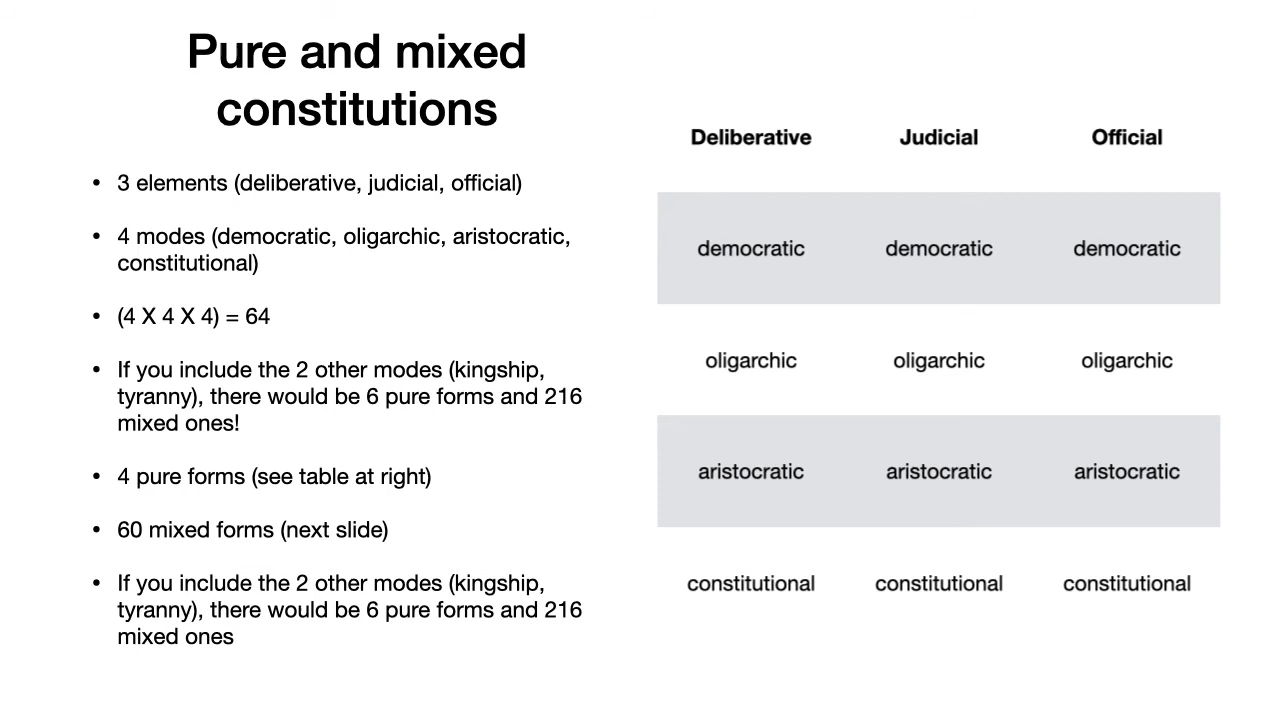 Pure and mixed
constitutions
• 3 elements (deliberative, judicial, official)
• 4 modes (democratic, oligarchic, aristocratic,
constitutional)
• (4 X 4 X 4) = 64
• If you include the 2 other modes (kingship,
tyranny), there would be 6 pure forms and 216
mixed ones!
• 4 pure forms (see table at right)
• 60 mixed forms (next slide)
• If you include the 2 other modes (kingship,
tyranny), there would be 6 pure forms and 216
mixed ones
Deliberative Judicial Official
democratic democratic democratic
oligarchic oligarchic oligarchic
aristocratic aristocratic aristocratic
constitutional constitutional constitutional